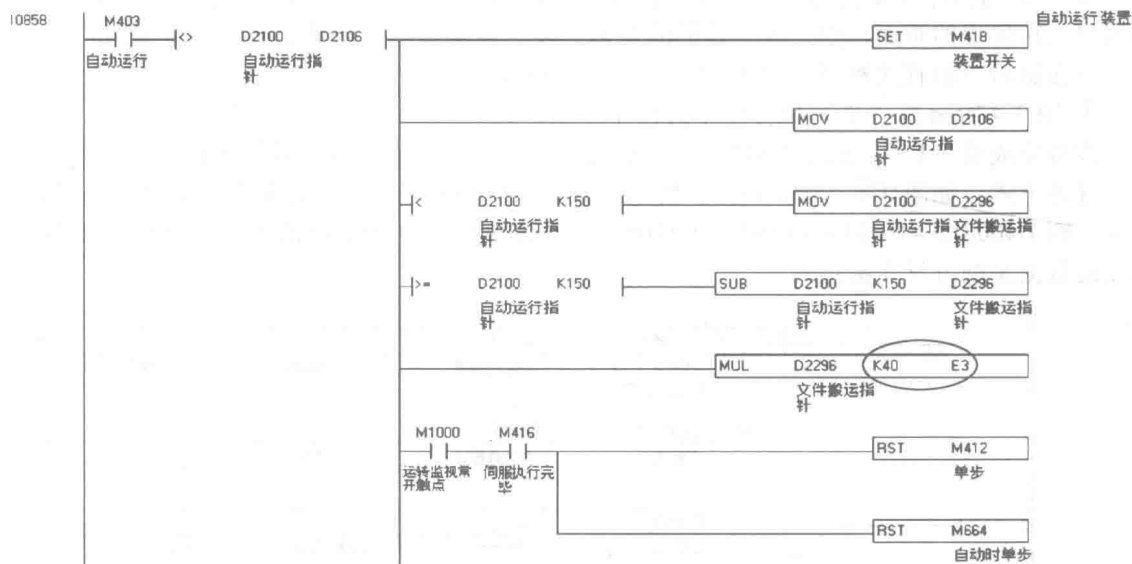 10858 M403 自动运行装置
<> D2100 D2106 SET M418
自动运行 自动运行指针 装置开关
MOV D2100 D2106
自动运行指针
< D2100 K150 MOV D2100 D2296
自动运行指针 自动运行指针 文件搬运指针
>= D2100 K150 SUB D2100 K150 D2296
自动运行指针 自动运行指针 文件搬运指针
MUL D2296 K40 E3
文件搬运指针
M1000 M416
RST M412
运转监视常开触点 伺服执行完毕 单步
RST M664
自动时单步